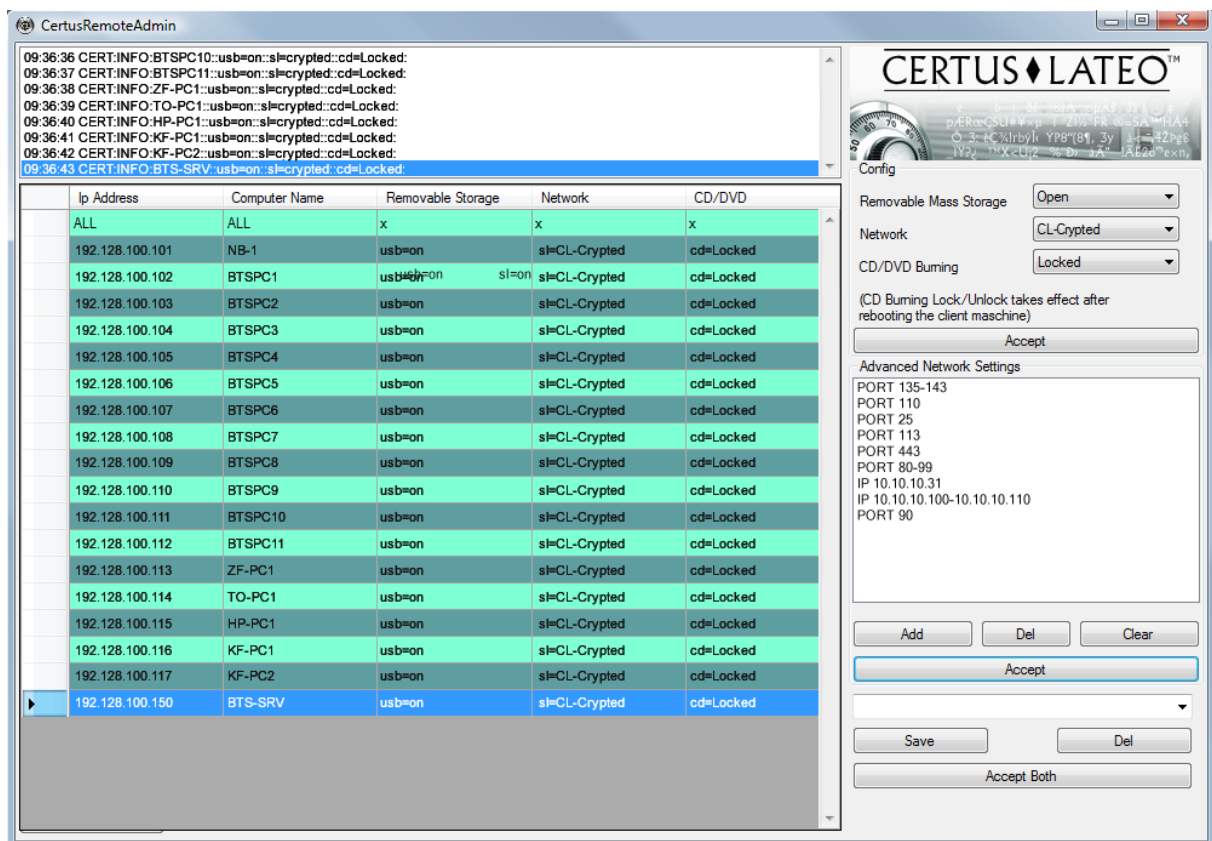 CertusRemoteAdmin
09:36:36 CERT:INFO:BTSPC10::usb=on::sl=crypted::cd=Locked:
09:36:37 CERT:INFO:BTSPC11::usb=on::sl=crypted::cd=Locked:
09:36:38 CERT:INFO:ZF-PC1::usb=on::sl=crypted::cd=Locked:
09:36:39 CERT:INFO:TO-PC1::usb=on::sl=crypted::cd=Locked:
09:36:40 CERT:INFO:HP-PC1::usb=on::sl=crypted::cd=Locked:
09:36:41 CERT:INFO:KF-PC1::usb=on::sl=crypted::cd=Locked:
09:36:42 CERT:INFO:KF-PC2::usb=on::sl=crypted::cd=Locked:
09:36:43 CERT:INFO:BTS-SRV::usb=on::sl=crypted::cd=Locked:
Ip Address Computer Name Removable Storage Network CD/DVD
ALL ALL x x x
192.128.100.101 NB-1 usb=on sl=CL-Crypted cd=Locked
192.128.100.102 BTSPC1 usb=on usb=on sl=on sl=CL-Crypted cd=Locked
192.128.100.103 BTSPC2 usb=on sl=CL-Crypted cd=Locked
192.128.100.104 BTSPC3 usb=on sl=CL-Crypted cd=Locked
192.128.100.105 BTSPC4 usb=on sl=CL-Crypted cd=Locked
192.128.100.106 BTSPC5 usb=on sl=CL-Crypted cd=Locked
192.128.100.107 BTSPC6 usb=on sl=CL-Crypted cd=Locked
192.128.100.108 BTSPC7 usb=on sl=CL-Crypted cd=Locked
192.128.100.109 BTSPC8 usb=on sl=CL-Crypted cd=Locked
192.128.100.110 BTSPC9 usb=on sl=CL-Crypted cd=Locked
192.128.100.111 BTSPC10 usb=on sl=CL-Crypted cd=Locked
192.128.100.112 BTSPC11 usb=on sl=CL-Crypted cd=Locked
192.128.100.113 ZF-PC1 usb=on sl=CL-Crypted cd=Locked
192.128.100.114 TO-PC1 usb=on sl=CL-Crypted cd=Locked
192.128.100.115 HP-PC1 usb=on sl=CL-Crypted cd=Locked
192.128.100.116 KF-PC1 usb=on sl=CL-Crypted cd=Locked
192.128.100.117 KF-PC2 usb=on sl=CL-Crypted cd=Locked
192.128.100.150 BTS-SRV usb=on sl=CL-Crypted cd=Locked
CERTUS♦LATEO™
70
Config
Removable Mass Storage Open
Network CL-Crypted
CD/DVD Burning Locked
(CD Burning Lock/Unlock takes effect after
rebooting the client maschine)
Accept
Advanced Network Settings
PORT 135-143
PORT 110
PORT 25
PORT 113
PORT 443
PORT 80-99
IP 10.10.10.31
IP 10.10.10.100-10.10.10.110
PORT 90
Add Del Clear
Accept
Save Del
Accept Both